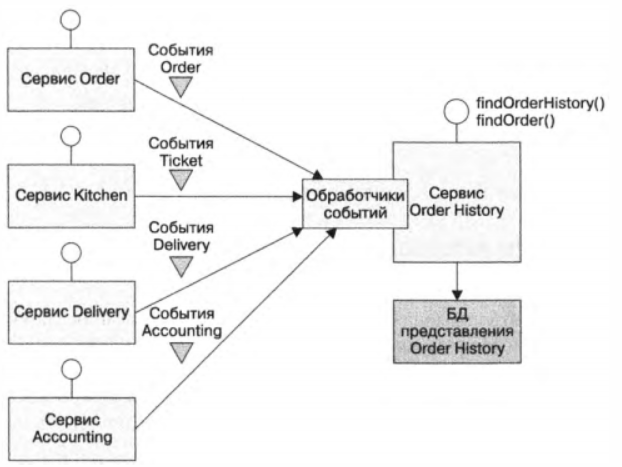 События
Order
Сервис Order
findOrderHistory()
findOrder()
События
Ticket
Сервис Kitchen
Обработчики
событий
Сервис
Order History
События
Delivery
Сервис Delivery
События
Accounting
БД
представления
Order History
Сервис
Accounting